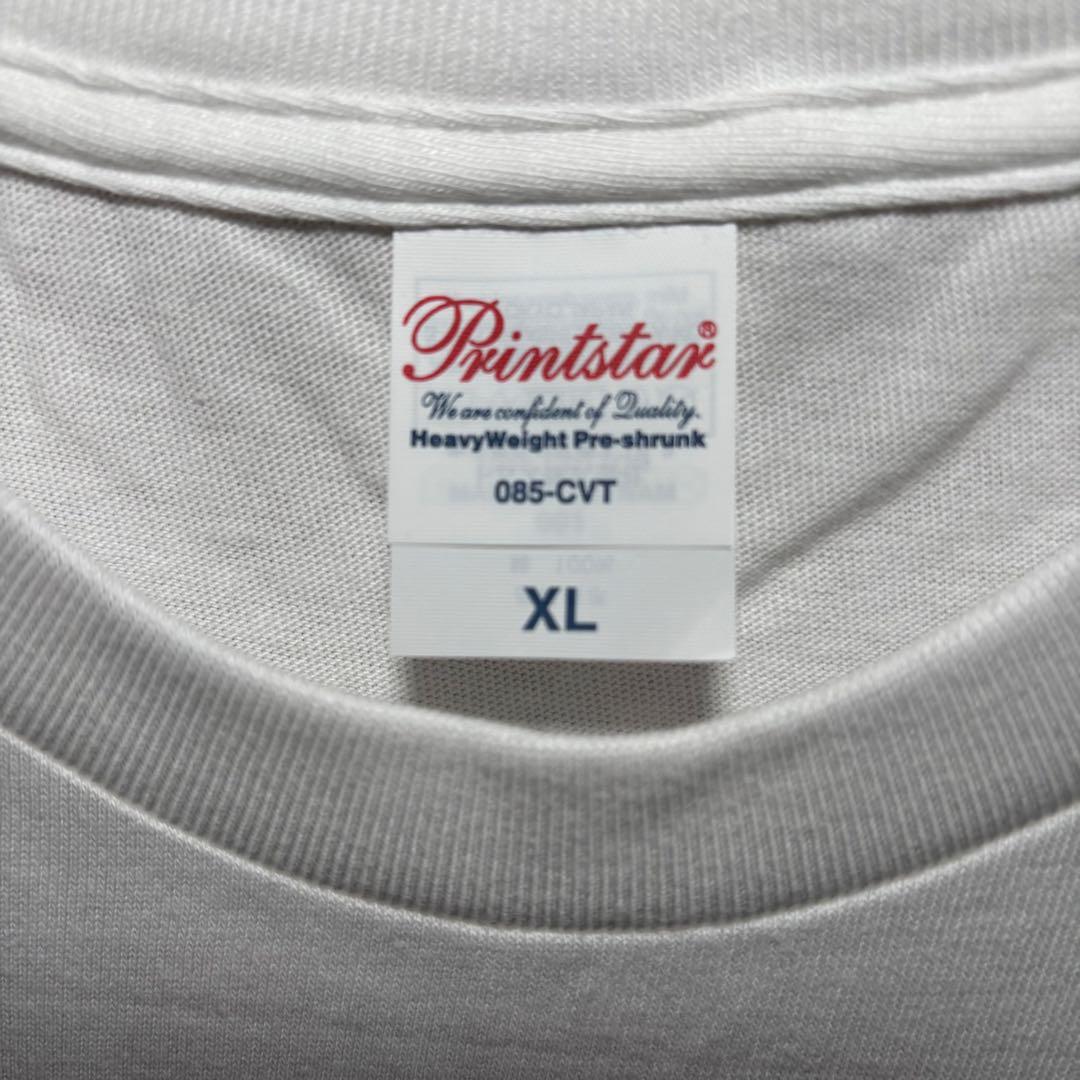 Printstar®
We are confident of Quality.
HeavyWeight Pre-shrunk
085-CVT
XL